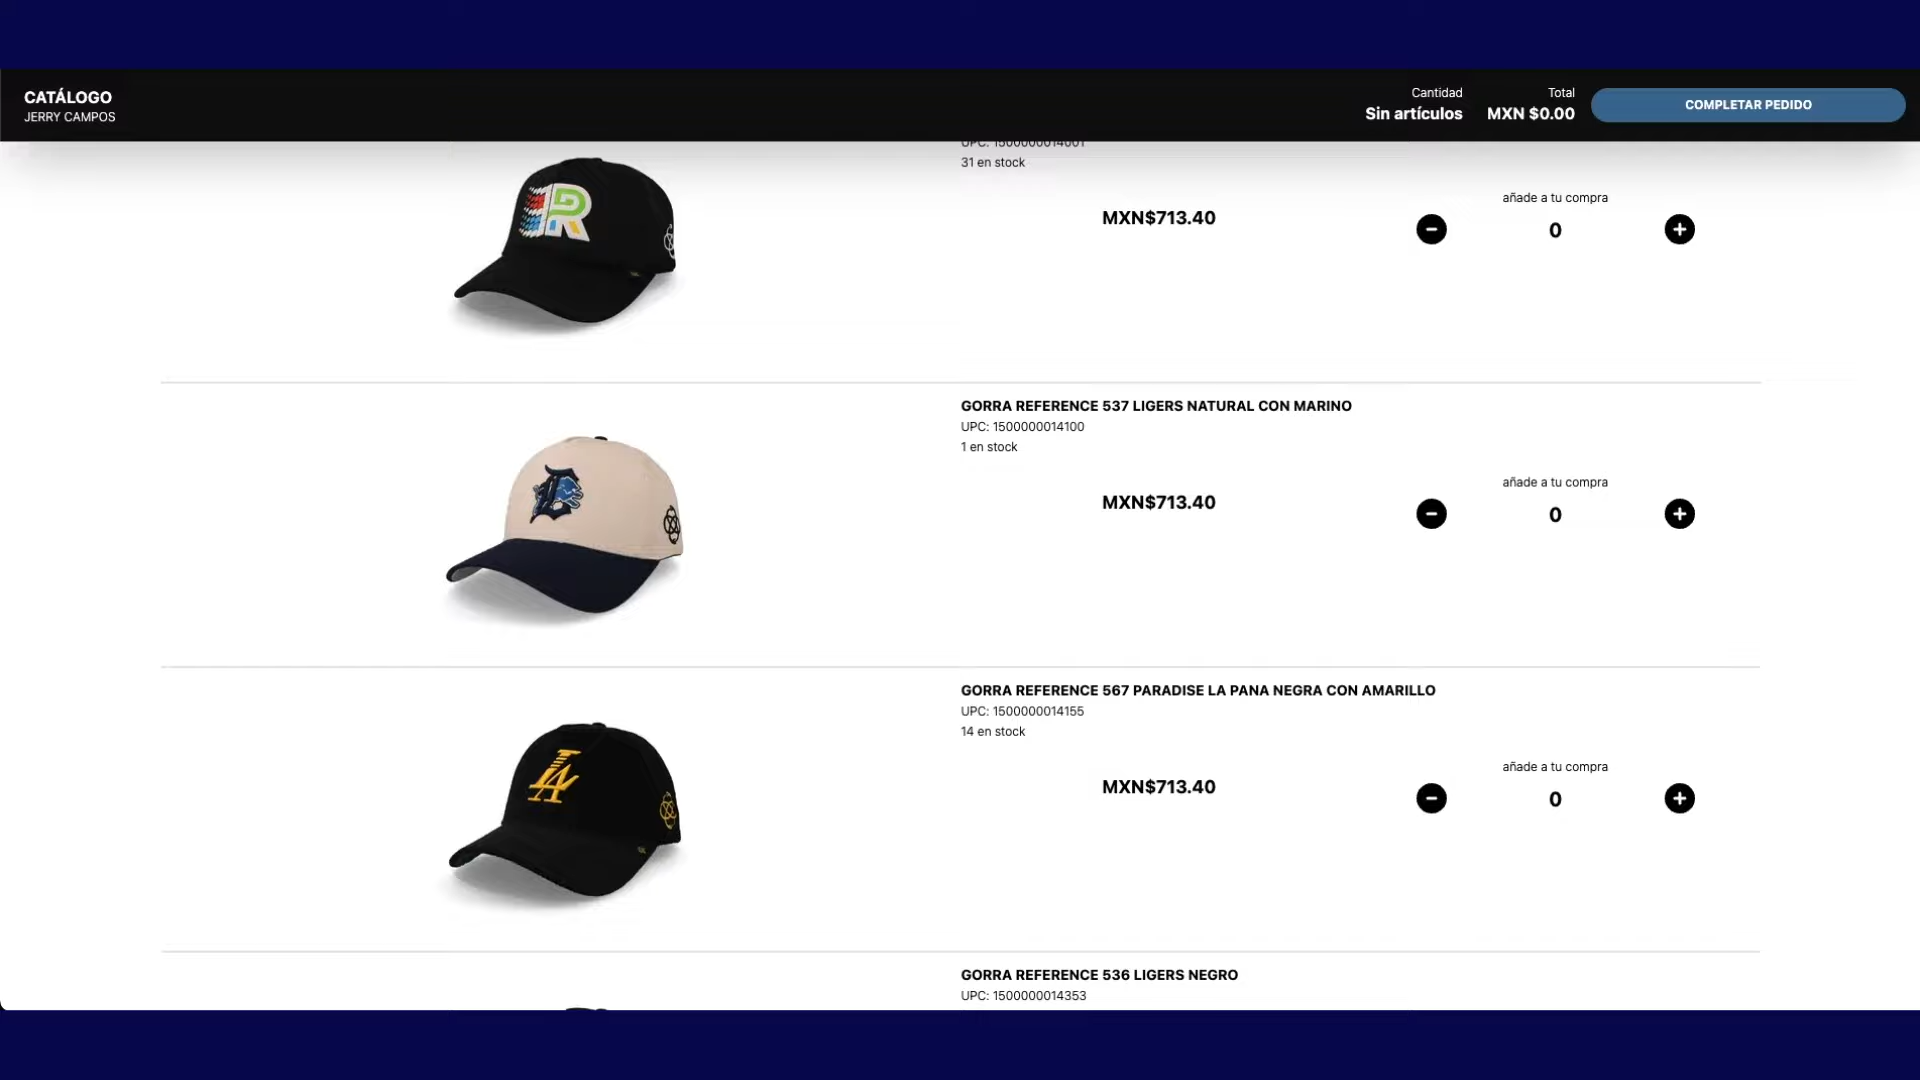 CATÁLOGO
JERRY CAMPOS
Cantidad
Sin artículos
Total
MXN $0.00
COMPLETAR PEDIDO
UPC: 1500000014001
31 en stock
MXN$713.40
añade a tu compra
0
GORRA REFERENCE 537 LIGERS NATURAL CON MARINO
UPC: 1500000014100
1 en stock
MXN$713.40
añade a tu compra
0
GORRA REFERENCE 567 PARADISE LA PANA NEGRA CON AMARILLO
UPC: 1500000014155
14 en stock
MXN$713.40
añade a tu compra
0
GORRA REFERENCE 536 LIGERS NEGRO
UPC: 1500000014353